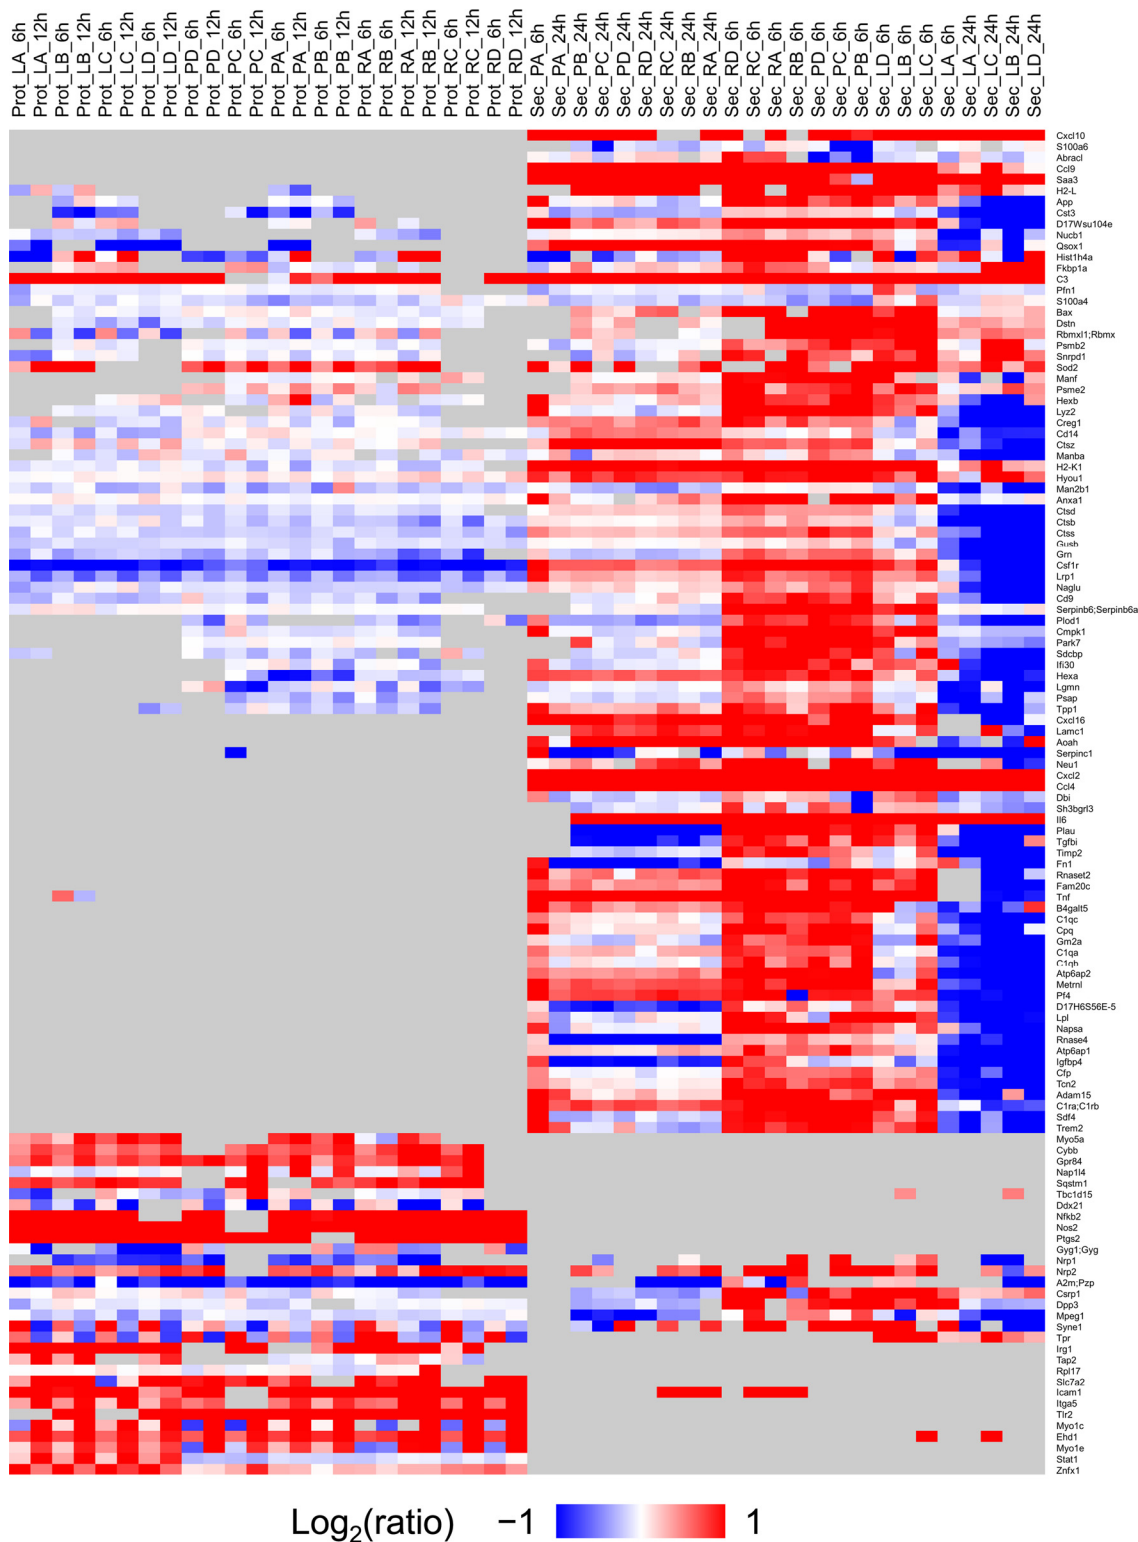 Prot_LA_6h
Prot_LA_12h
Prot_LB_6h
Prot_LB_12h
Prot_LC_6h
Prot_LC_12h
Prot_LD_6h
Prot_LD_12h
Prot_PD_6h
Prot_PD_12h
Prot_PC_6h
Prot_PC_12h
Prot_PA_6h
Prot_PA_12h
Prot_PB_6h
Prot_PB_12h
Prot_RA_6h
Prot_RB_6h
Prot_RA_12h
Prot_RB_12h
Prot_RC_6h
Prot_RC_12h
Prot_RD_6h
Prot_RD_12h
Sec_PA_6h
Sec_PA_24h
Sec_PB_24h
Sec_PC_24h
Sec_PD_24h
Sec_RD_24h
Sec_RC_24h
Sec_RB_24h
Sec_RA_24h
Sec_RD_6h
Sec_RC_6h
Sec_RA_6h
Sec_RB_6h
Sec_PD_6h
Sec_PC_6h
Sec_PB_6h
Sec_LD_6h
Sec_LB_6h
Sec_LC_6h
Sec_LA_6h
Sec_LA_24h
Sec_LC_24h
Sec_LB_24h
Sec_LD_24h
Cxcl10
S100a6
Abracl
Ccl9
Saa3
H2-L
App
Cst3
D17Wsu104e
Nucb1
Qsox1
Hist1h4a
Fkbp1a
C3
Pfn1
S100a4
Bax
Dstn
Rbmxl1;Rbmx
Psmb2
Snrpd1
Sod2
Manf
Psme2
Hexb
Lyz2
Creg1
Cd14
Ctsz
Manba
H2-K1
Hyou1
Man2b1
Anxa1
Ctsd
Ctsb
Ctss
Gusb
Grn
Csf1r
Lrp1
Naglu
Cd9
Serpinb6;Serpinb6a
Plod1
Cmpk1
Park7
Sdcbp
Ifi30
Hexa
Lgmn
Psap
Tpp1
Cxcl16
Lamc1
Aoah
Serpinc1
Neu1
Cxcl2
Ccl4
Dbi
Sh3bgrl3
Il6
Plau
Tgfbi
Timp2
Fn1
Rnaset2
Fam20c
Tnf
B4galt5
C1qc
Cpq
Gm2a
C1qa
C1qb
Atp6ap2
Metrnl
Pf4
D17H6S56E-5
Lpl
Napsa
Rnase4
Atp6ap1
Igfbp4
Cfp
Tcn2
Adam15
C1ra;C1rb
Sdf4
Trem2
Myo5a
Cybb
Gpr84
Nap1l4
Sqstm1
Tbc1d15
Ddx21
Nfkb2
Nos2
Ptgs2
Gyg1;Gyg
Nrp1
Nrp2
A2m;Pzp
Csrp1
Dpp3
Mpeg1
Syne1
Tpr
Irg1
Tap2
Rpl17
Slc7a2
Icam1
Itga5
Tlr2
Myo1c
Ehd1
Myo1e
Stat1
Znfx1
Log2(ratio) −1 1